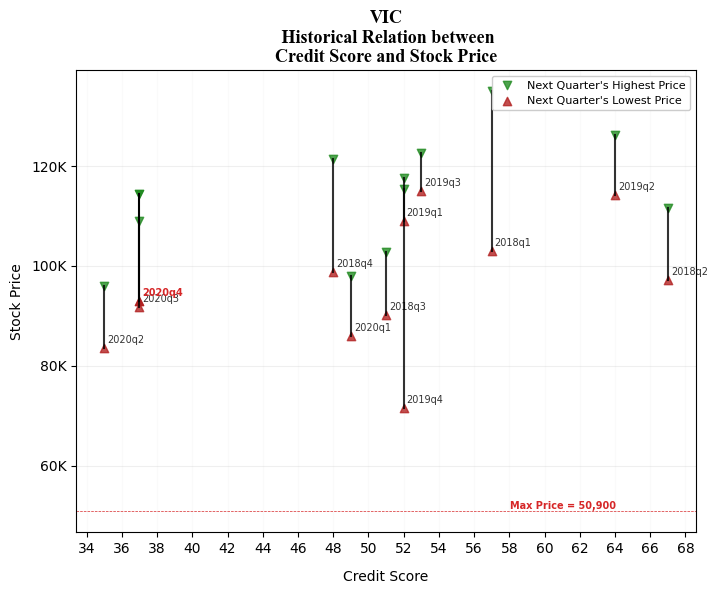 VIC
Historical Relation between
Credit Score and Stock Price
Next Quarter's Highest Price
Next Quarter's Lowest Price
120K
100K
80K
60K
Stock Price
2019q3
2019q2
2019q1
2018q1
2018q4
2018q2
2020q4
2020q3
2018q3
2020q1
2020q2
2019q4
Max Price = 50,900
34 36 38 40 42 44 46 48 50 52 54 56 58 60 62 64 66 68
Credit Score